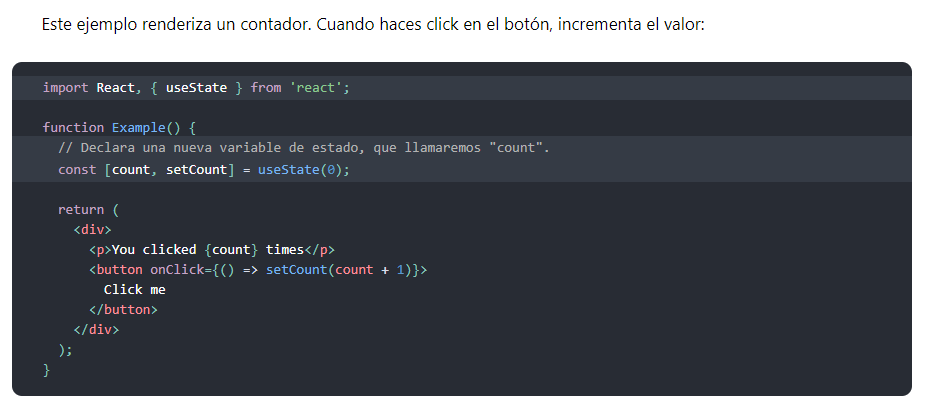 Este ejemplo renderiza un contador. Cuando haces click en el botón, incrementa el valor:
import React, { useState } from 'react';
function Example() {
  // Declara una nueva variable de estado, que llamaremos "count".
  const [count, setCount] = useState(0);
  return (
    <div>
      <p>You clicked {count} times</p>
      <button onClick={() => setCount(count + 1)}>
        Click me
      </button>
    </div>
  );
}